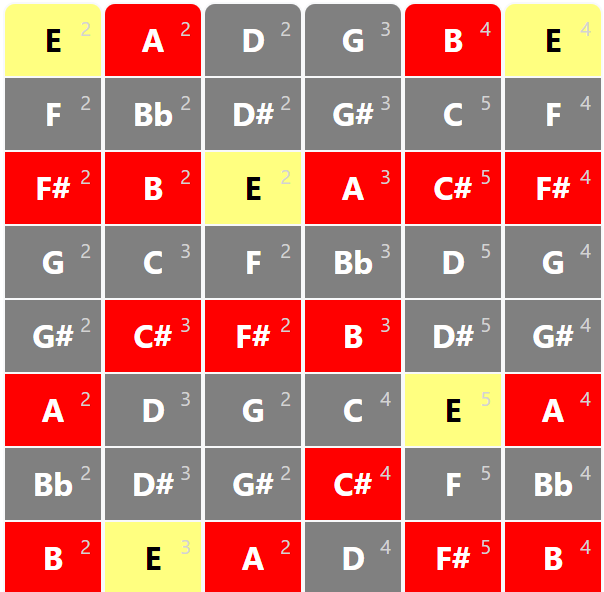 E 2 A 2 D 2 G 3 B 4 E 4
F 2 Bb 2 D# 2 G# 3 C 5 F 4
F# 2 B 2 E 2 A 3 C# 5 F# 4
G 2 C 3 F 2 Bb 3 D 5 G 4
G# 2 C# 3 F# 2 B 3 D# 5 G# 4
A 2 D 3 G 2 C 4 E 5 A 4
Bb 2 D# 3 G# 2 C# 4 F 5 Bb 4
B 2 E 3 A 2 D 4 F# 5 B 4